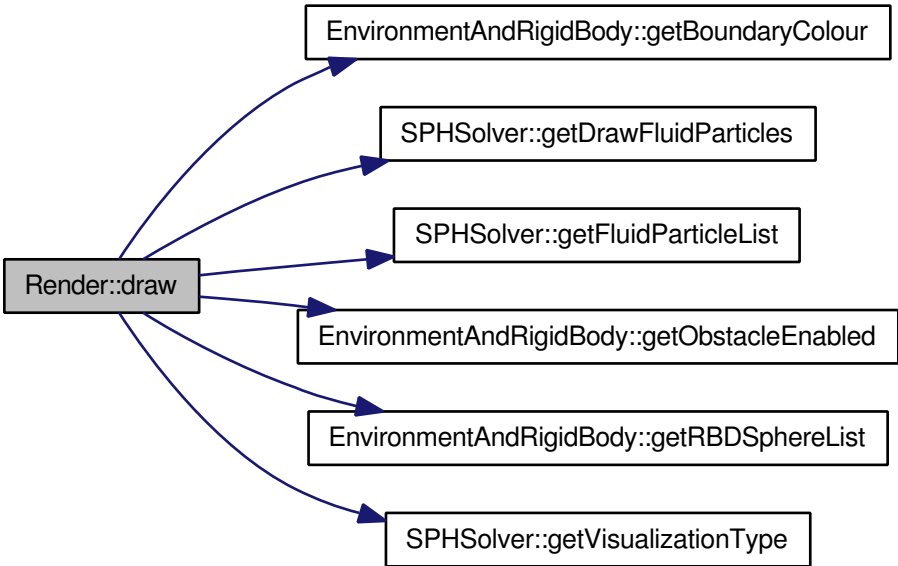 EnvironmentAndRigidBody::getBoundaryColour
SPHSolver::getDrawFluidParticles
SPHSolver::getFluidParticleList
Render::draw
EnvironmentAndRigidBody::getObstacleEnabled
EnvironmentAndRigidBody::getRBDSphereList
SPHSolver::getVisualizationType